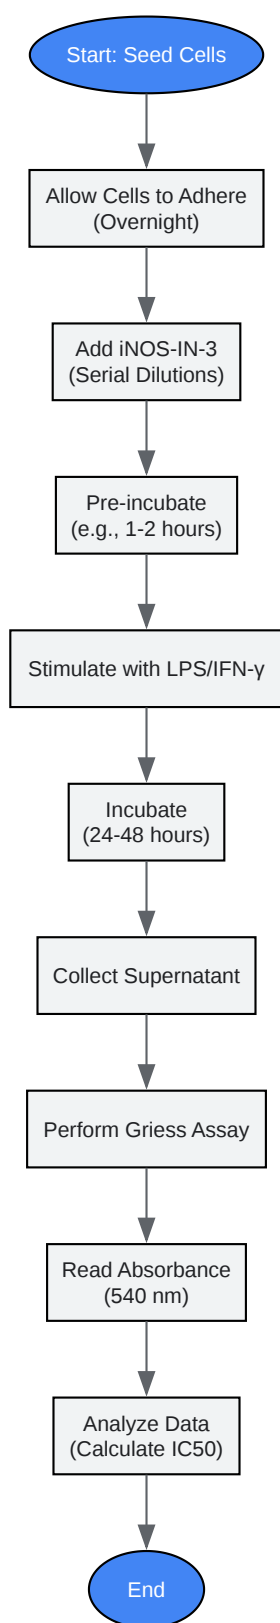 Start: Seed Cells
Allow Cells to Adhere
(Overnight)
Add iNOS-IN-3
(Serial Dilutions)
Pre-incubate
(e.g., 1-2 hours)
Stimulate with LPS/IFN-γ
Incubate
(24-48 hours)
Collect Supernatant
Perform Griess Assay
Read Absorbance
(540 nm)
Analyze Data
(Calculate IC50)
End